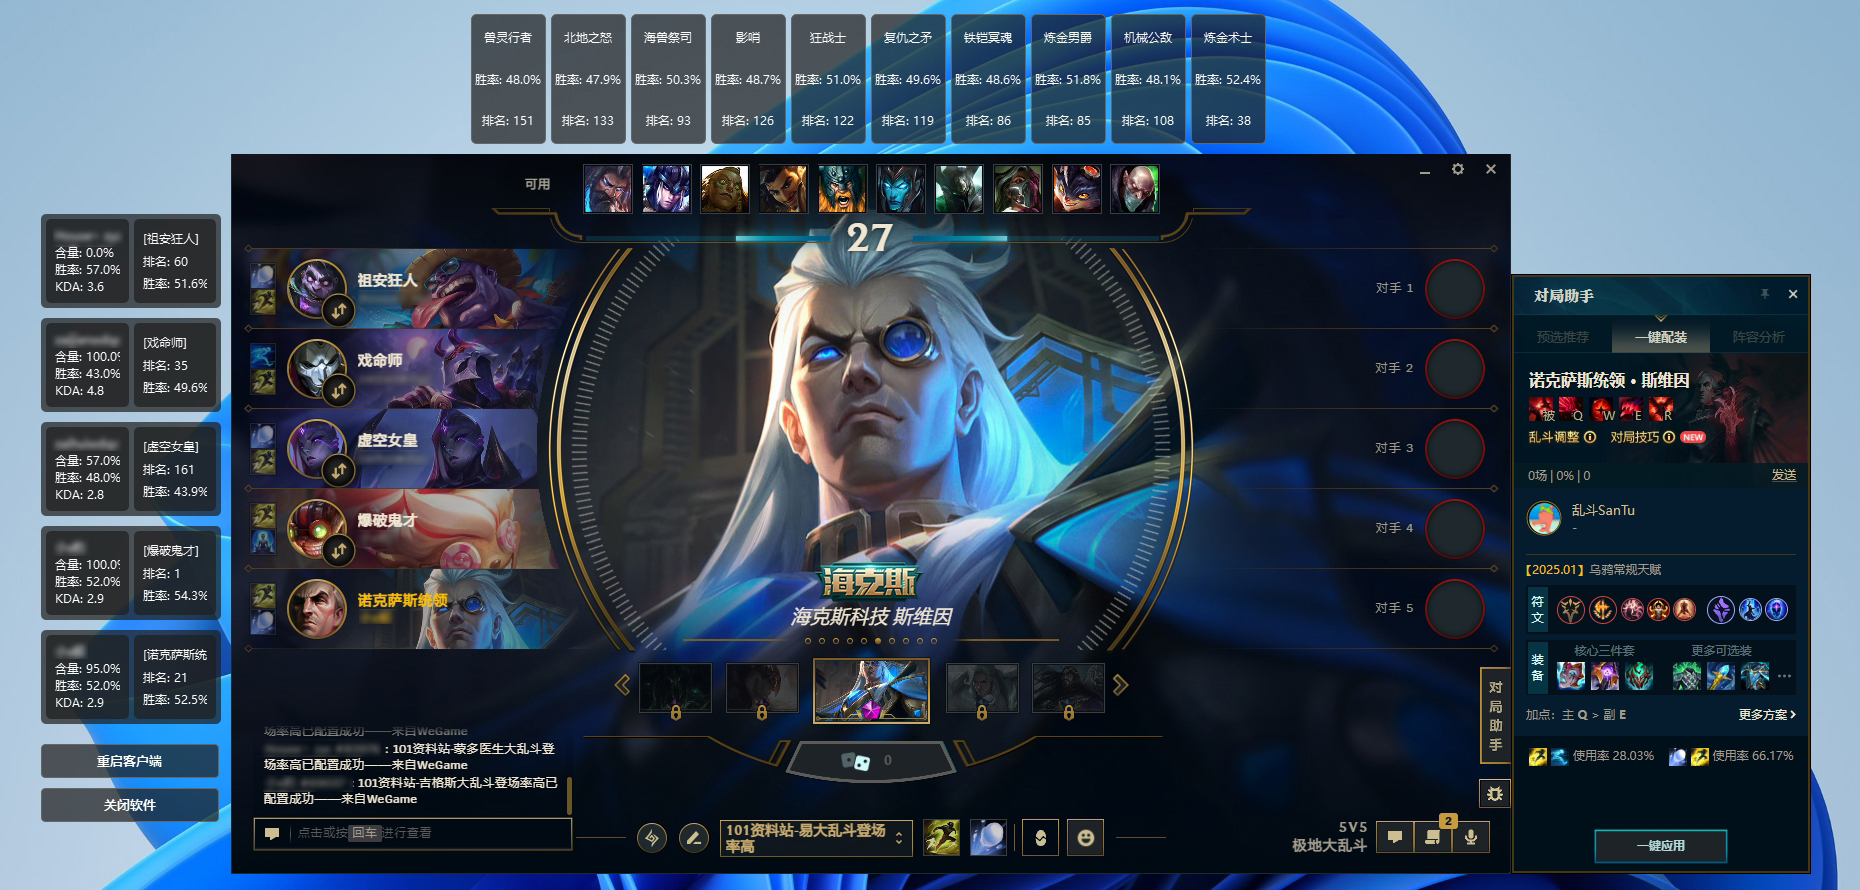 兽灵行者
胜率: 48.0%
排名: 151
北地之怒
胜率: 47.9%
排名: 133
海兽祭司
胜率: 50.3%
排名: 93
影哨
胜率: 48.7%
排名: 126
狂战士
胜率: 51.0%
排名: 122
复仇之矛
胜率: 49.6%
排名: 119
铁铠冥魂
胜率: 48.6%
排名: 86
炼金男爵
胜率: 51.8%
排名: 85
机械公敌
胜率: 48.1%
排名: 108
炼金术士
胜率: 52.4%
排名: 38
含量: 0.0%
胜率: 57.0%
KDA: 3.6
[祖安狂人]
排名: 60
胜率: 51.6%
含量: 100.0%
胜率: 43.0%
KDA: 4.8
[戏命师]
排名: 35
胜率: 49.6%
含量: 57.0%
胜率: 48.0%
KDA: 2.8
[虚空女皇]
排名: 161
胜率: 43.9%
含量: 100.0%
胜率: 52.0%
KDA: 2.9
[爆破鬼才]
排名: 1
胜率: 54.3%
含量: 95.0%
胜率: 52.0%
KDA: 2.9
[诺克萨斯统
排名: 21
胜率: 52.5%
重启客户端
关闭软件
可用
27
祖安狂人
戏命师
虚空女皇
爆破鬼才
诺克萨斯统领
海克斯
海克斯科技 斯维因
对手 1
对手 2
对手 3
对手 4
对手 5
对局助手
0
场率高已配置成功——来自WeGame
: 101资料站-蒙多医生大乱斗登
场率高已配置成功——来自WeGame
: 101资料站-吉格斯大乱斗登场率高已
配置成功——来自WeGame
点击或按 回车 进行查看
101资料站-易大乱斗登场
率高
5V5
极地大乱斗
2
对局助手
预选推荐
一键配装
阵容分析
诺克萨斯统领 • 斯维因
被 Q W E R
乱斗调整 对局技巧 NEW
0场 | 0% | 0
发送
乱斗SanTu
-
【2025.01】乌鸦常规天赋
符文
装备
核心三件套
更多可选装
···
加点: 主 Q > 副 E
更多方案
使用率 28.03%
使用率 66.17%
一键应用